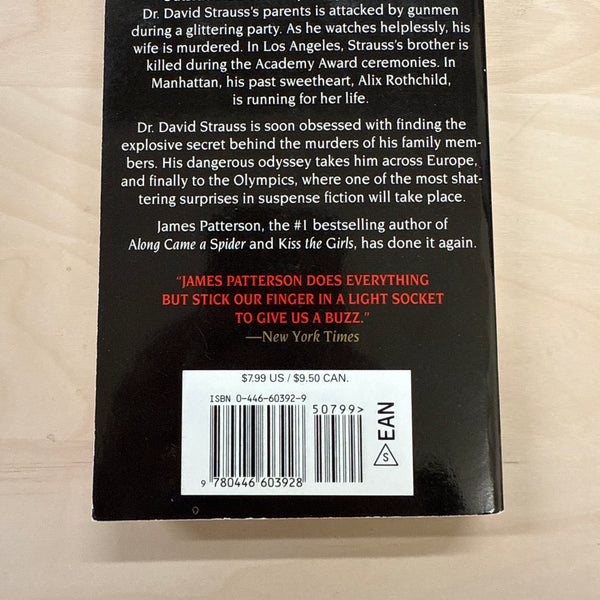 Dr. David Strauss's parents is attacked by gunmen
during a glittering party. As he watches helplessly, his
wife is murdered. In Los Angeles, Strauss's brother is
killed during the Academy Award ceremonies. In
Manhattan, his past sweetheart, Alix Rothchild,
is running for her life.
Dr. David Strauss is soon obsessed with finding the
explosive secret behind the murders of his family mem-
bers. His dangerous odyssey takes him across Europe,
and finally to the Olympics, where one of the most shat-
tering surprises in suspense fiction will take place.
James Patterson, the #1 bestselling author of
Along Came a Spider and Kiss the Girls, has done it again.
"JAMES PATTERSON DOES EVERYTHING
BUT STICK OUR FINGER IN A LIGHT SOCKET
TO GIVE US A BUZZ."
—New York Times
$7.99 US / $9.50 CAN.
ISBN 0-446-60392-9
50799>
9 780446 603928
S
EAN